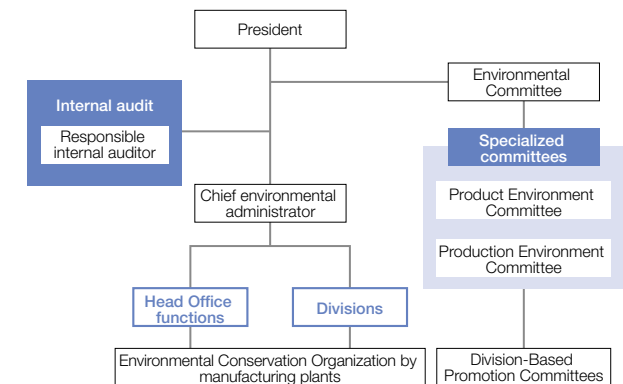 President
Environmental
Committee
Internal audit
Responsible
internal auditor
Specialized
committees
Product Environment
Committee
Production Environment
Committee
Chief environmental
administrator
Head Office
functions
Divisions
Environmental Conservation Organization by
manufacturing plants
Division-Based
Promotion Committees